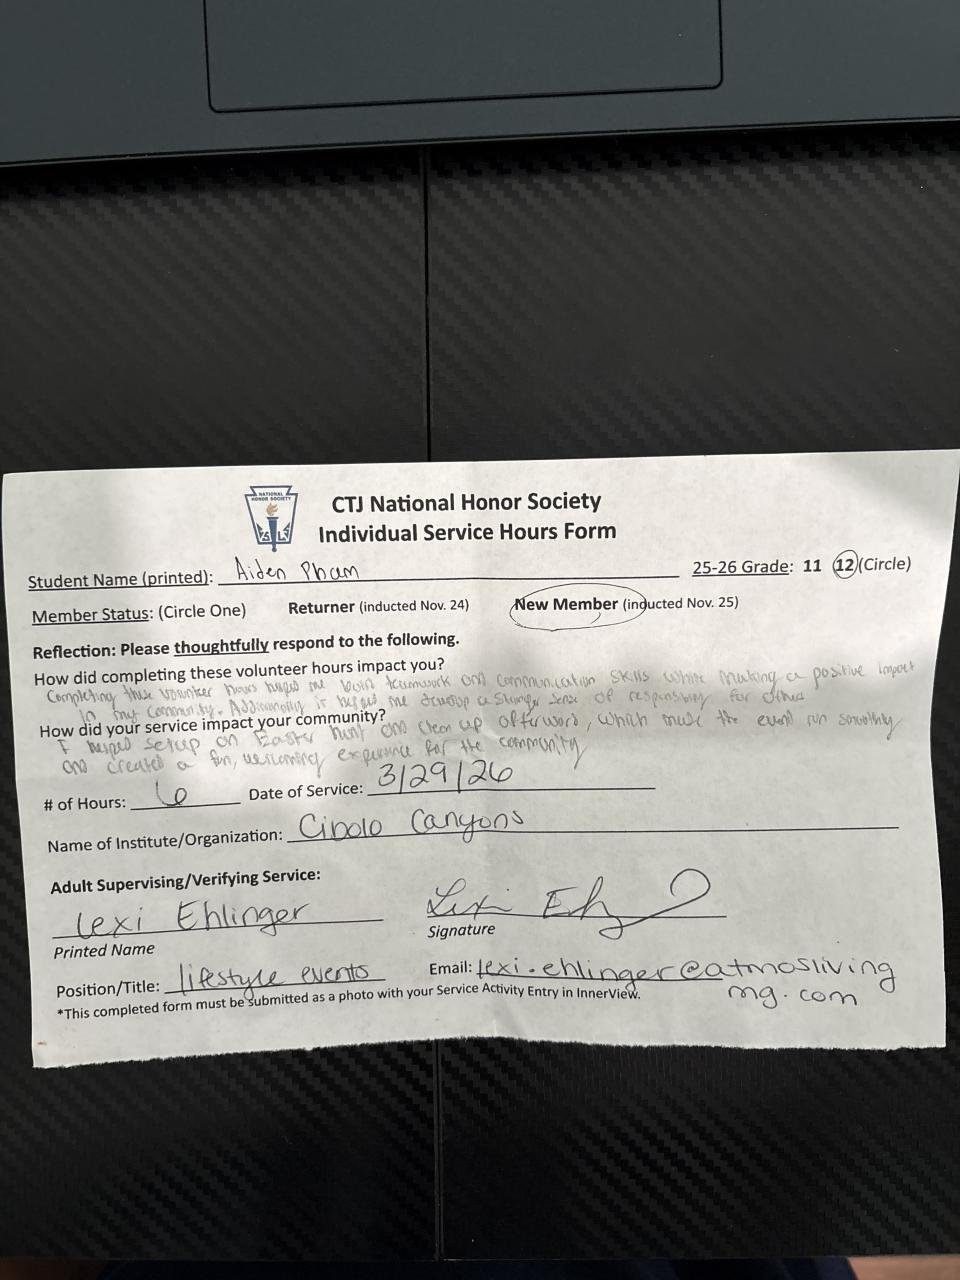 NATIONAL
HONOR SOCIETY
CTJ National Honor Society
Individual Service Hours Form
Student Name (printed): Aiden Pham
25-26 Grade: 11 12 (Circle)
Member Status: (Circle One) Returner (inducted Nov. 24) New Member (inducted Nov. 25)
Reflection: Please thoughtfully respond to the following.
How did completing these volunteer hours impact you?
Completing these volunteer hours helped me built teamwork and communication skills while making a positive impact
in my community. Additionally it helped me develop a stronger sense of responsibility for others
How did your service impact your community?
I helped setup an Easter hunt and clean up afterword, which made the event run smoothly
and created a fun, welcoming experience for the community
# of Hours: 6 Date of Service: 3/29/26
Name of Institute/Organization: Cibolo Canyons
Adult Supervising/Verifying Service:
Lexi Ehlinger
Printed Name
Signature
Position/Title: lifestyle events
Email: lexi.ehlinger@atmosliving
mg.com
*This completed form must be submitted as a photo with your Service Activity Entry in InnerView.